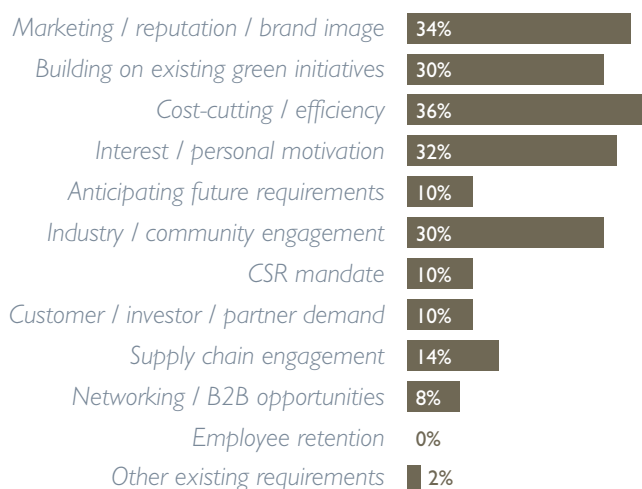 Marketing / reputation / brand image 34%
Building on existing green initiatives 30%
Cost-cutting / efficiency 36%
Interest / personal motivation 32%
Anticipating future requirements 10%
Industry / community engagement 30%
CSR mandate 10%
Customer / investor / partner demand 10%
Supply chain engagement 14%
Networking / B2B opportunities 8%
Employee retention 0%
Other existing requirements 2%